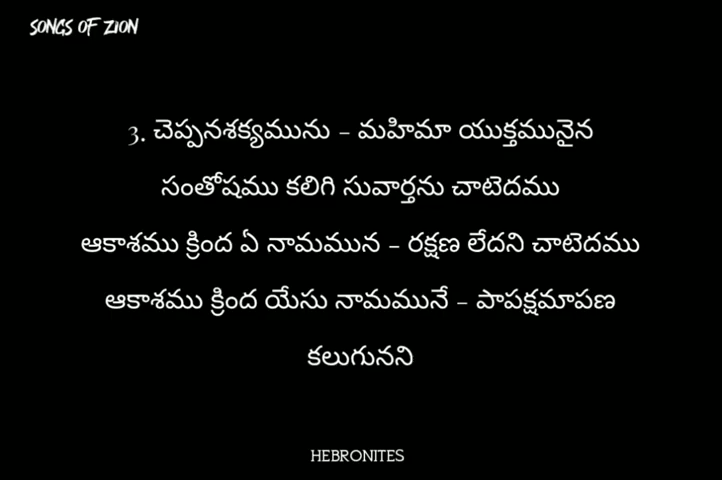 SONGS OF ZION
3. చెప్పనశక్యమును – మహిమా యుక్తమునైన
సంతోషము కలిగి సువార్తను చాటెదము
ఆకాశము క్రింద ఏ నామమున – రక్షణ లేదని చాటెదము
ఆకాశము క్రింద యేసు నామమునే – పాపక్షమాపణ
కలుగునని
HEBRONITES